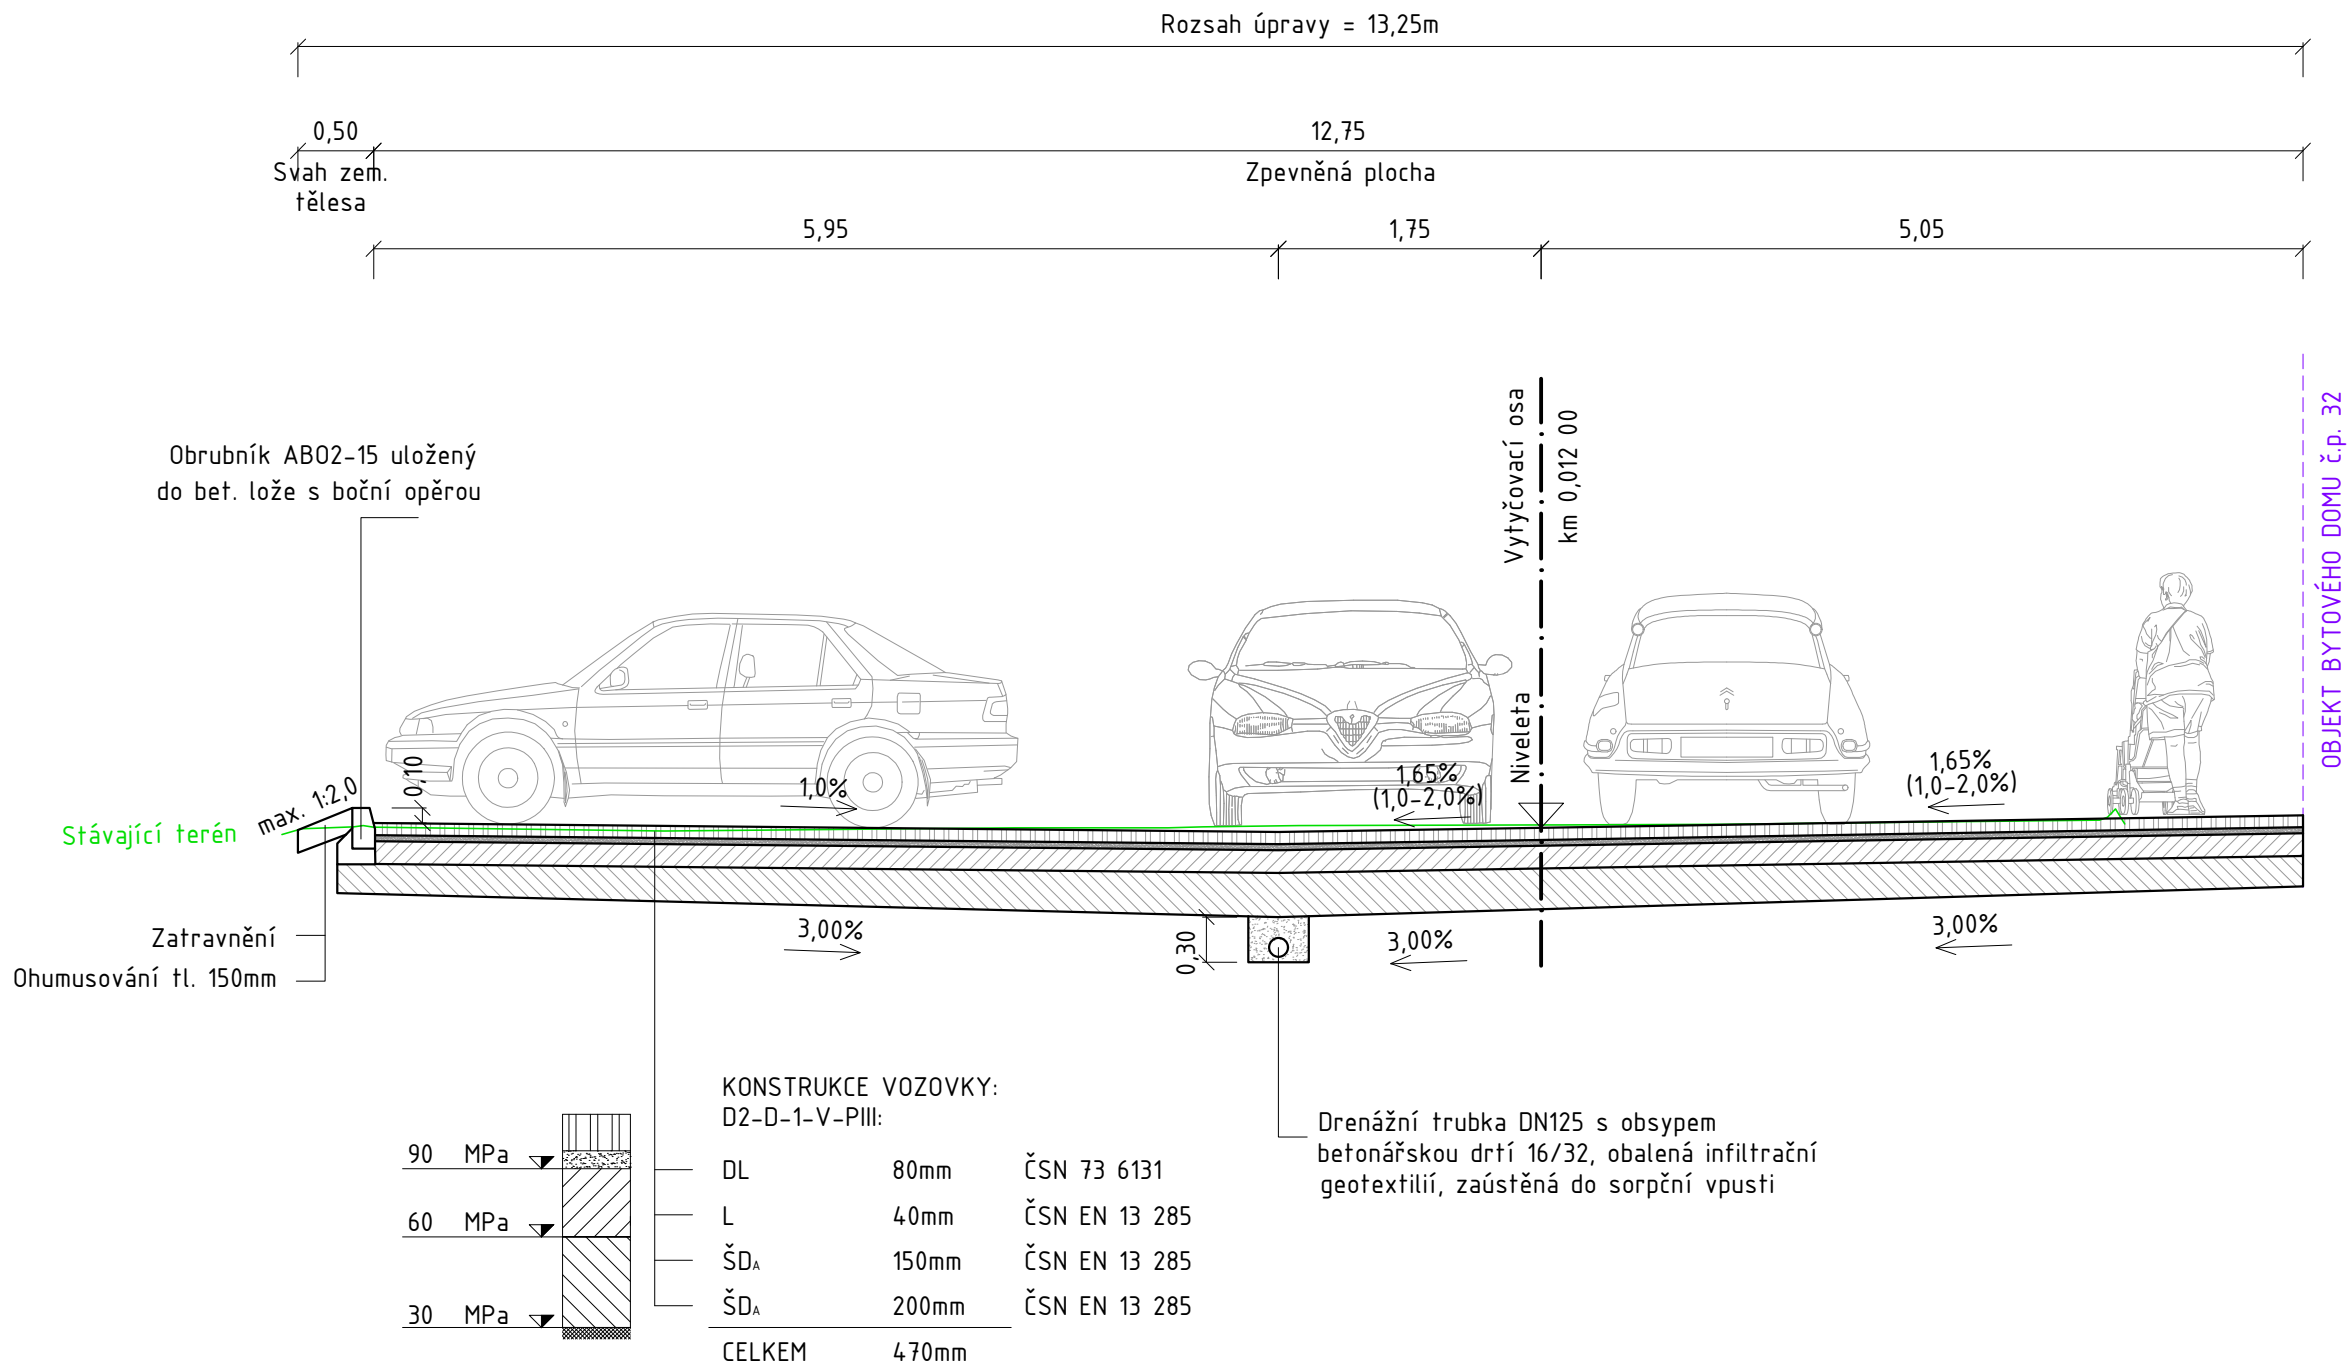 Rozsah úpravy = 13,25m
0,50
12,75
Svah zem.
tělesa
Zpevněná plocha
5,95
1,75
5,05
Vytyčovací osa
km 0,012 00
Niveleta
OBJEKT BYTOVÉHO DOMU č.p. 32
Obrubník ABO2-15 uložený
do bet. lože s boční opěrou
max. 1:2,0
0,10
1,0%
1,65%
(1,0-2,0%)
1,65%
(1,0-2,0%)
Stávající terén
Zatravnění
Ohumusování tl. 150mm
3,00%
0,30
3,00%
3,00%
KONSTRUKCE VOZOVKY:
D2-D-1-V-PIII:
90 MPa
60 MPa
30 MPa
DL 80mm ČSN 73 6131
L 40mm ČSN EN 13 285
ŠDA 150mm ČSN EN 13 285
ŠDA 200mm ČSN EN 13 285
CELKEM 470mm
Drenážní trubka DN125 s obsypem
betonářskou drtí 16/32, obalená infiltrační
geotextilií, zaústěná do sorpční vpusti